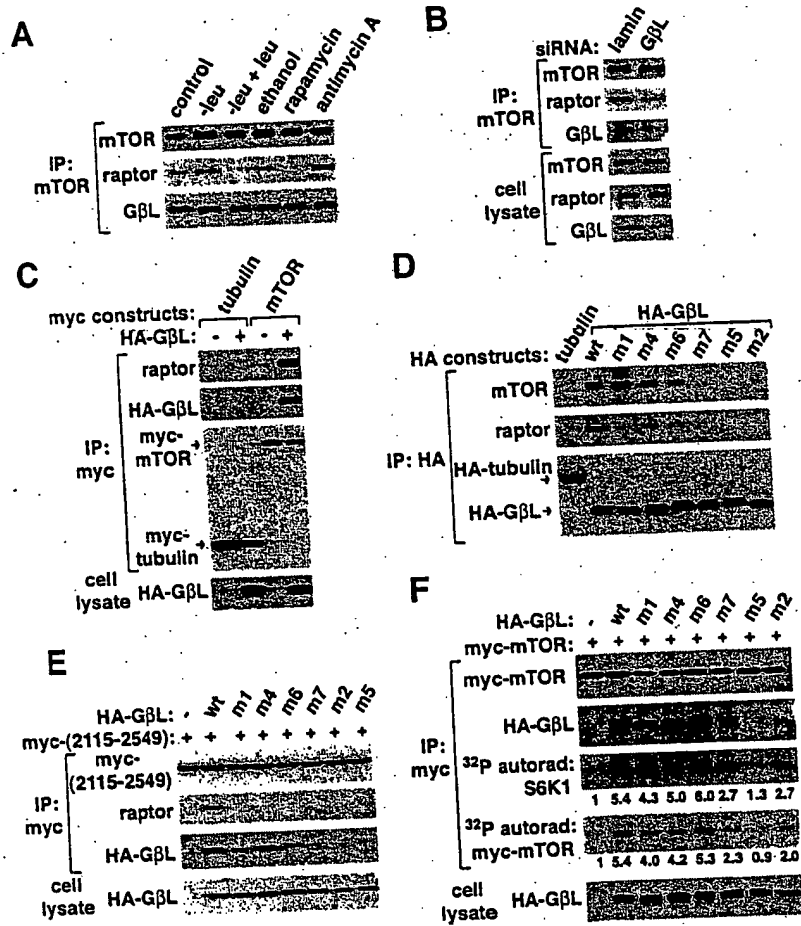 A
control
-leu
-leu + leu
ethanol
rapamycin
antimycin A
IP:
mTOR
mTOR
raptor
GβL
B
siRNA:
lamin
GβL
IP:
mTOR
mTOR
raptor
GβL
cell
lysate
mTOR
raptor
GβL
C
myc constructs:
tubulin
mTOR
HA-GβL: - + - +
IP:
myc
raptor
HA-GβL
myc-
mTOR
myc-
tubulin
cell
lysate
HA-GβL
D
HA-GβL
HA constructs:
tubulin
wt
m1
m4
m6
m7
m5
m2
IP: HA
mTOR
raptor
HA-tubulin
HA-GβL
E
HA-GβL: - wt m1 m4 m6 m7 m2 m5
myc-(2115-2549): + + + + + + + +
IP:
myc
myc-
(2115-2549)
raptor
HA-GβL
cell
lysate
HA-GβL
F
HA-GβL: - wt m1 m4 m6 m7 m5 m2
myc-mTOR: + + + + + + + +
IP:
myc
myc-mTOR
HA-GβL
32P autorad:
S6K1
1 5.4 4.3 5.0 6.0 2.7 1.3 2.7
32P autorad:
myc-mTOR
1 5.4 4.0 4.2 5.3 2.3 0.9 2.0
cell
lysate
HA-GβL